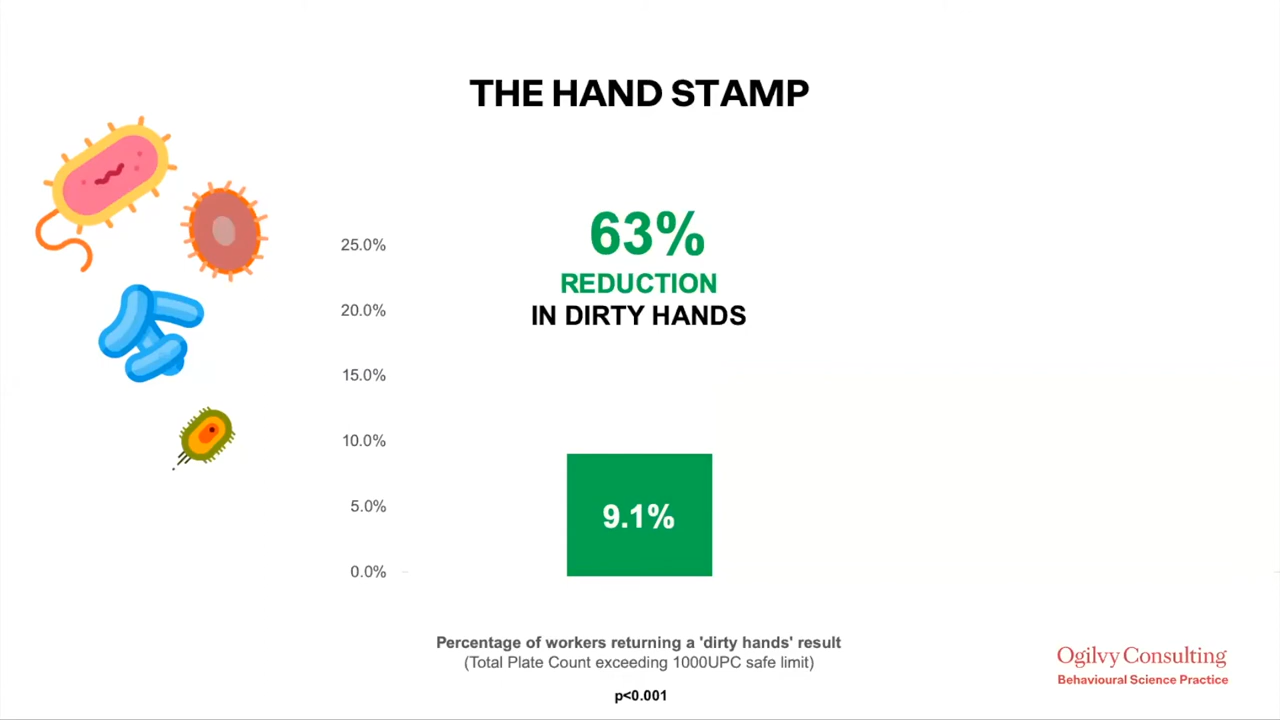 THE HAND STAMP
63%
REDUCTION
IN DIRTY HANDS
25.0%
20.0%
15.0%
10.0%
5.0%
0.0%
9.1%
Percentage of workers returning a 'dirty hands' result
(Total Plate Count exceeding 1000UPC safe limit)
p<0.001
Ogilvy Consulting
Behavioural Science Practice